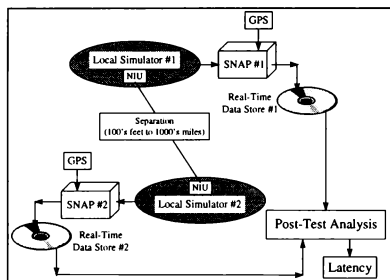 GPS
Local Simulator #1
NIU
SNAP #1
Real-Time
Data Store #1
Separation
(100's feet to 1000's miles)
GPS
SNAP #2
NIU
Local Simulator #2
Real-Time
Data Store #2
Post-Test Analysis
Latency